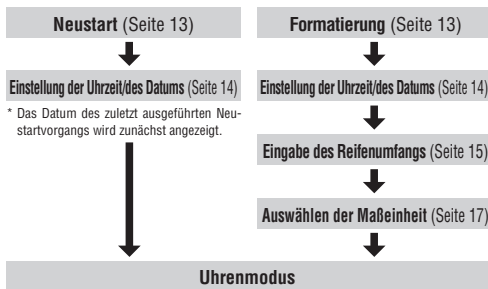 Neustart (Seite 13)
Einstellung der Uhrzeit/des Datums (Seite 14)
* Das Datum des zuletzt ausgeführten Neu-
startvorgangs wird zunächst angezeigt.
Formatierung (Seite 13)
Einstellung der Uhrzeit/des Datums (Seite 14)
Eingabe des Reifenumfangs (Seite 15)
Auswählen der Maßeinheit (Seite 17)
Uhrenmodus